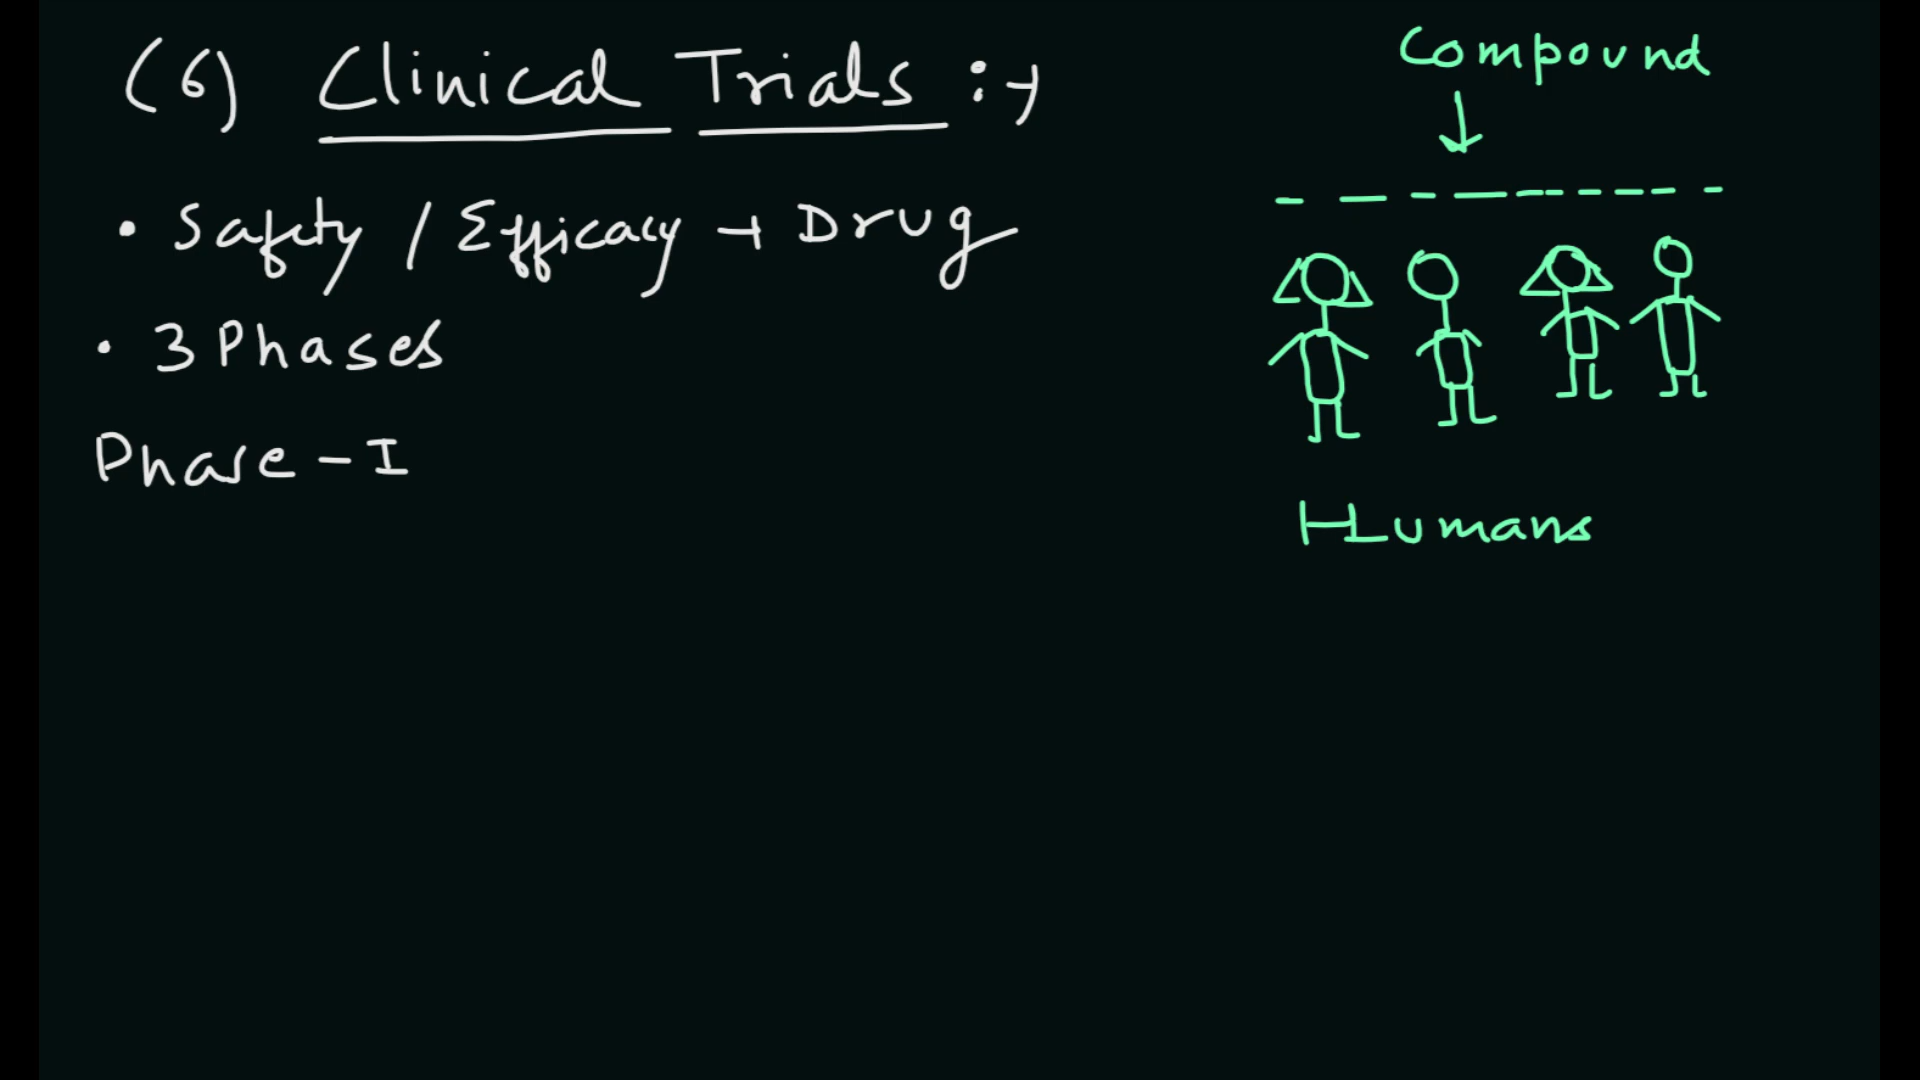 (6) Clinical Trials :→
• Safety / Efficacy → Drug
• 3 Phases
Phase - I
Compound
Humans